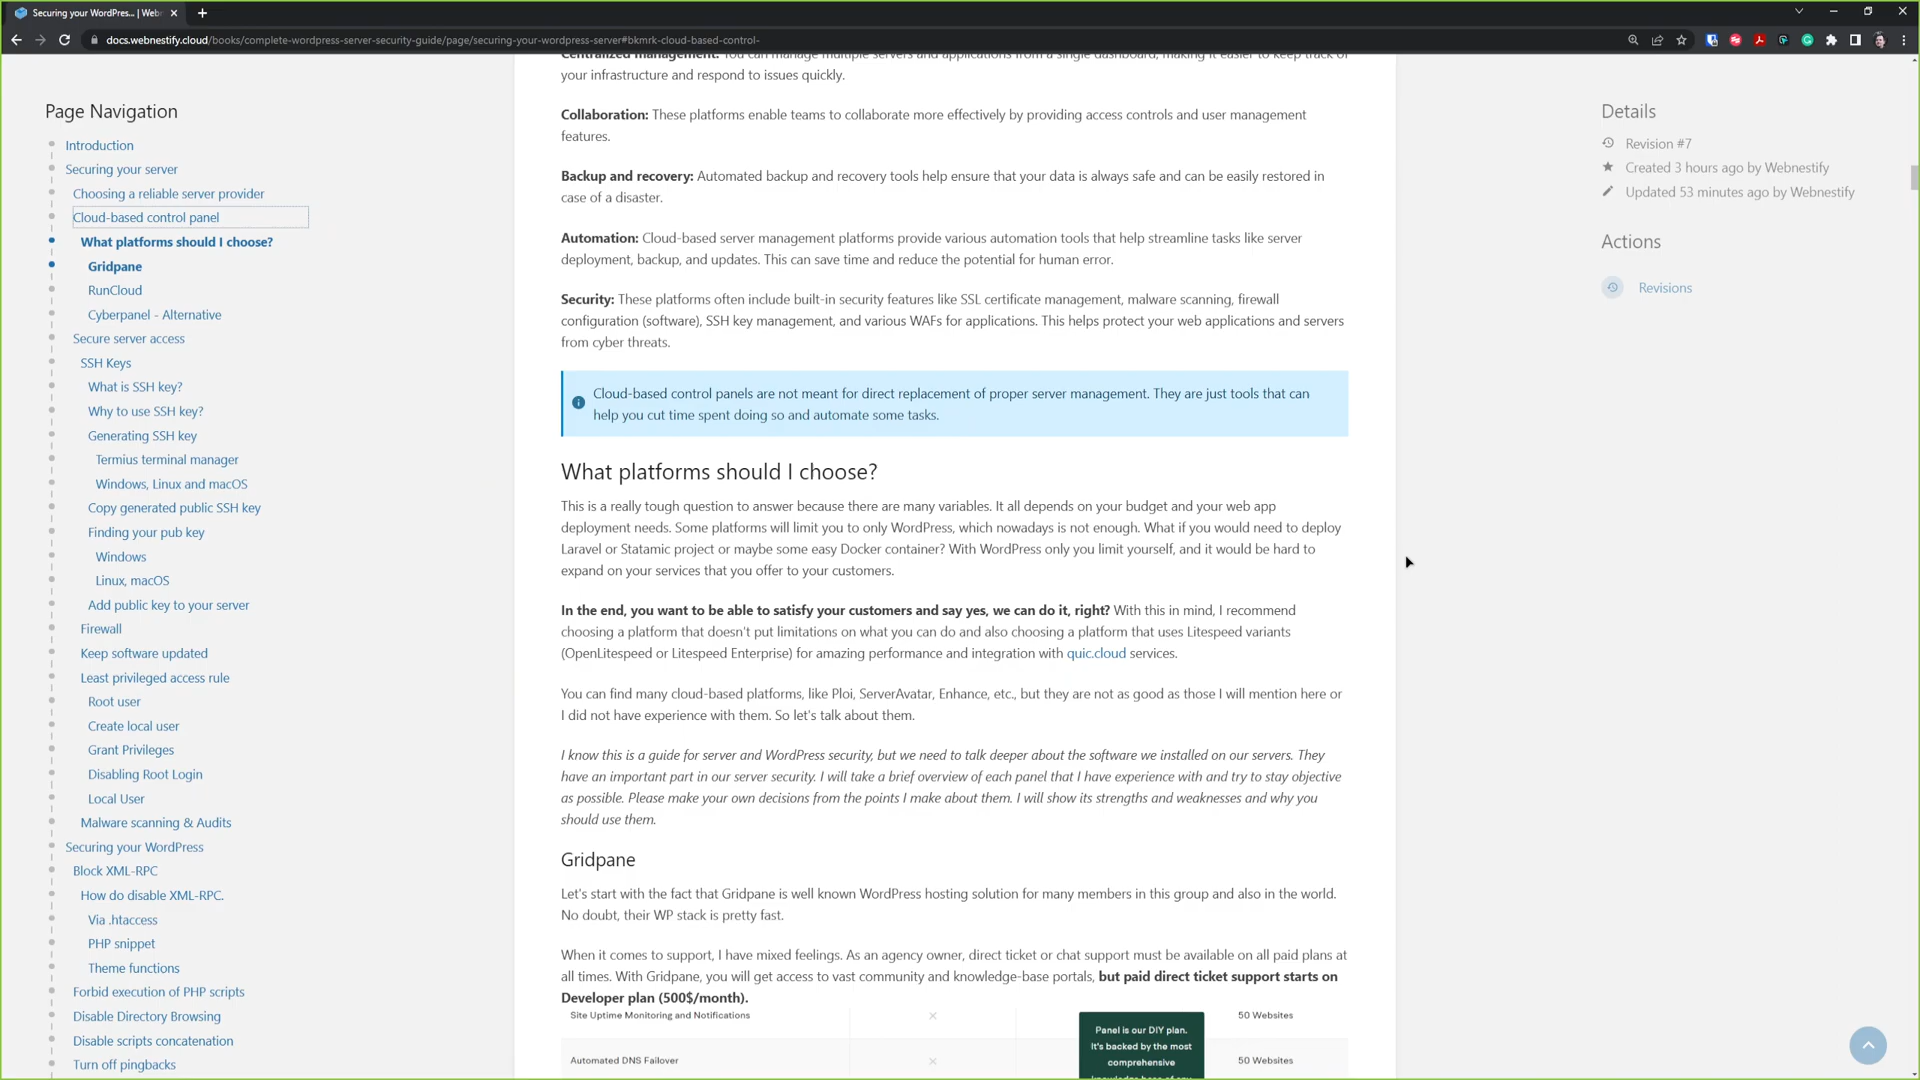 Securing your WordPres... | Webn
docs.webnestify.cloud/books/complete-wordpress-server-security-guide/page/securing-your-wordpress-server#bkmrk-cloud-based-control-
Page Navigation
Introduction
Securing your server
Choosing a reliable server provider
Cloud-based control panel
What platforms should I choose?
Gridpane
RunCloud
Cyberpanel - Alternative
Secure server access
SSH Keys
What is SSH key?
Why to use SSH key?
Generating SSH key
Termius terminal manager
Windows, Linux and macOS
Copy generated public SSH key
Finding your pub key
Windows
Linux, macOS
Add public key to your server
Firewall
Keep software updated
Least privileged access rule
Root user
Create local user
Grant Privileges
Disabling Root Login
Local User
Malware scanning & Audits
Securing your WordPress
Block XML-RPC
How do disable XML-RPC.
Via .htaccess
PHP snippet
Theme functions
Forbid execution of PHP scripts
Disable Directory Browsing
Disable scripts concatenation
Turn off pingbacks
Centralized management: You can manage multiple servers and applications from a single dashboard, making it easier to keep track of
your infrastructure and respond to issues quickly.
Collaboration: These platforms enable teams to collaborate more effectively by providing access controls and user management
features.
Backup and recovery: Automated backup and recovery tools help ensure that your data is always safe and can be easily restored in
case of a disaster.
Automation: Cloud-based server management platforms provide various automation tools that help streamline tasks like server
deployment, backup, and updates. This can save time and reduce the potential for human error.
Security: These platforms often include built-in security features like SSL certificate management, malware scanning, firewall
configuration (software), SSH key management, and various WAFs for applications. This helps protect your web applications and servers
from cyber threats.
Cloud-based control panels are not meant for direct replacement of proper server management. They are just tools that can
help you cut time spent doing so and automate some tasks.
What platforms should I choose?
This is a really tough question to answer because there are many variables. It all depends on your budget and your web app
deployment needs. Some platforms will limit you to only WordPress, which nowadays is not enough. What if you would need to deploy
Laravel or Statamic project or maybe some easy Docker container? With WordPress only you limit yourself, and it would be hard to
expand on your services that you offer to your customers.
In the end, you want to be able to satisfy your customers and say yes, we can do it, right? With this in mind, I recommend
choosing a platform that doesn't put limitations on what you can do and also choosing a platform that uses Litespeed variants
(OpenLitespeed or Litespeed Enterprise) for amazing performance and integration with quic.cloud services.
You can find many cloud-based platforms, like Ploi, ServerAvatar, Enhance, etc., but they are not as good as those I will mention here or
I did not have experience with them. So let's talk about them.
I know this is a guide for server and WordPress security, but we need to talk deeper about the software we installed on our servers. They
have an important part in our server security. I will take a brief overview of each panel that I have experience with and try to stay objective
as possible. Please make your own decisions from the points I make about them. I will show its strengths and weaknesses and why you
should use them.
Gridpane
Let's start with the fact that Gridpane is well known WordPress hosting solution for many members in this group and also in the world.
No doubt, their WP stack is pretty fast.
When it comes to support, I have mixed feelings. As an agency owner, direct ticket or chat support must be available on all paid plans at
all times. With Gridpane, you will get access to vast community and knowledge-base portals, but paid direct ticket support starts on
Developer plan (500$/month).
Site Uptime Monitoring and Notifications
50 Websites
Automated DNS Failover
50 Websites
Panel is our DIY plan.
It's backed by the most
comprehensive
Details
Revision #7
Created 3 hours ago by Webnestify
Updated 53 minutes ago by Webnestify
Actions
Revisions